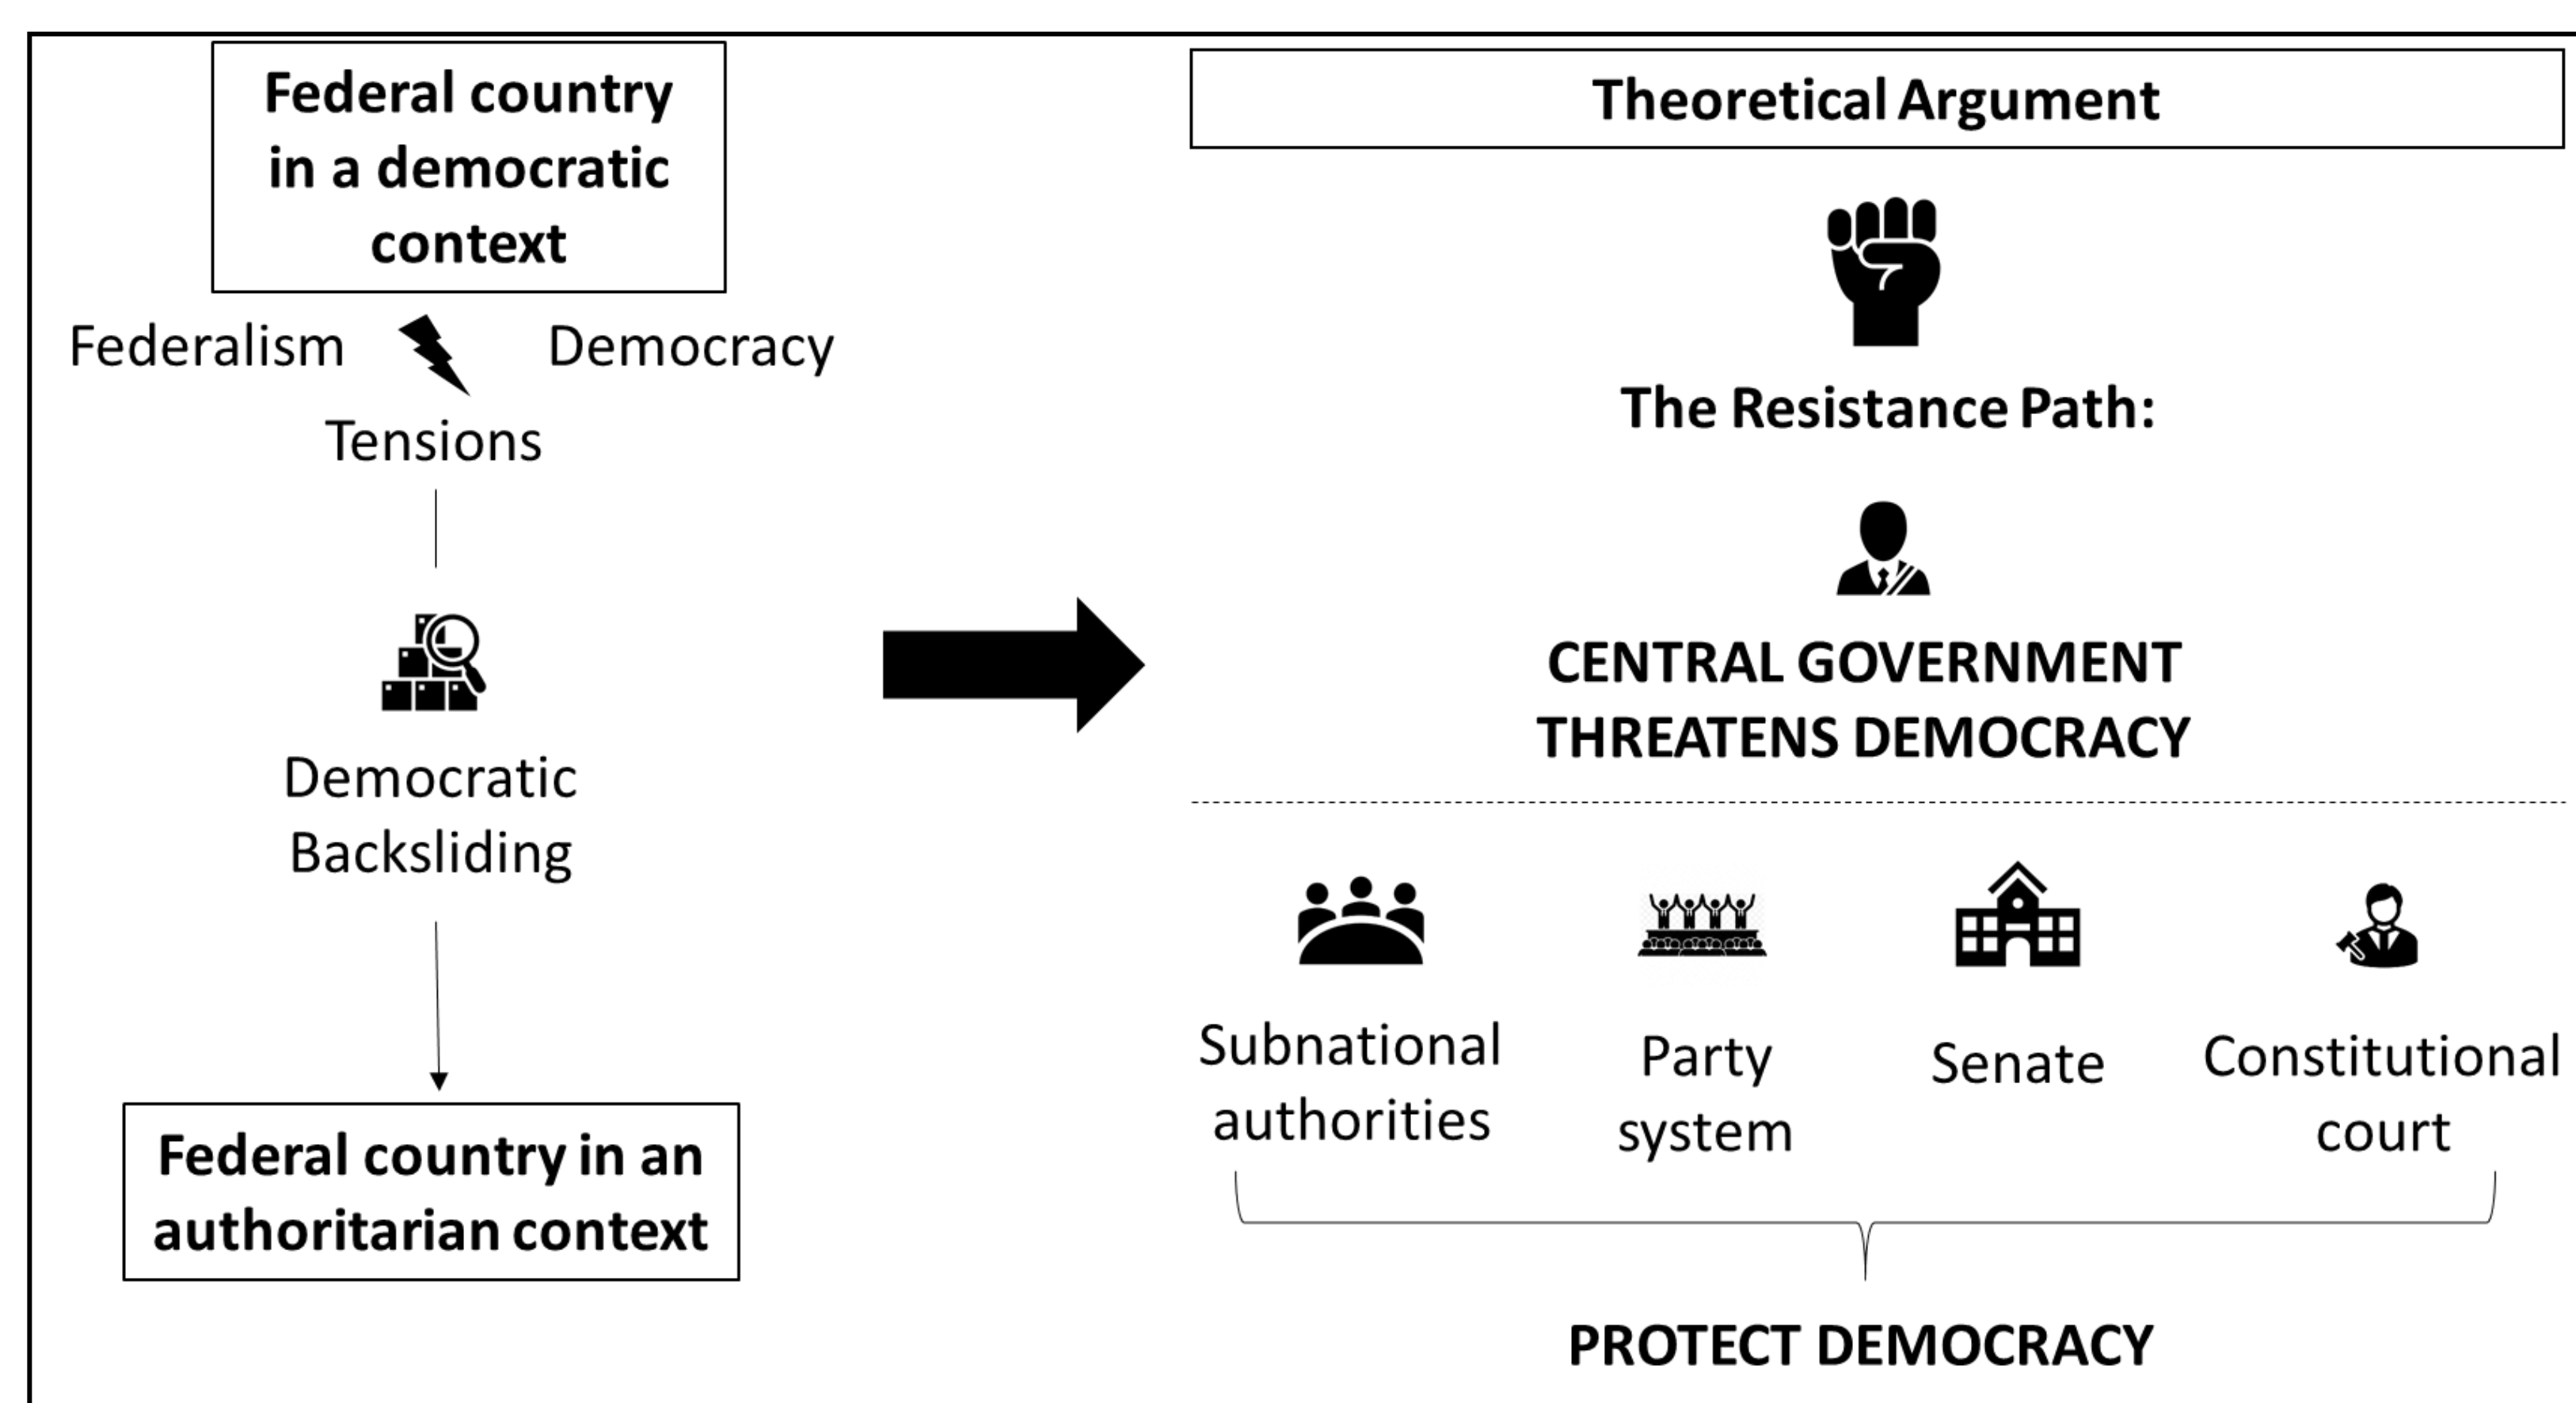 Federal country
in a democratic
context
Federalism
Democracy
Tensions
Democratic
Backsliding
Federal country in an
authoritarian context
Theoretical Argument
The Resistance Path:
CENTRAL GOVERNMENT
THREATENS DEMOCRACY
Subnational
authorities
Party
system
Senate
Constitutional
court
PROTECT DEMOCRACY